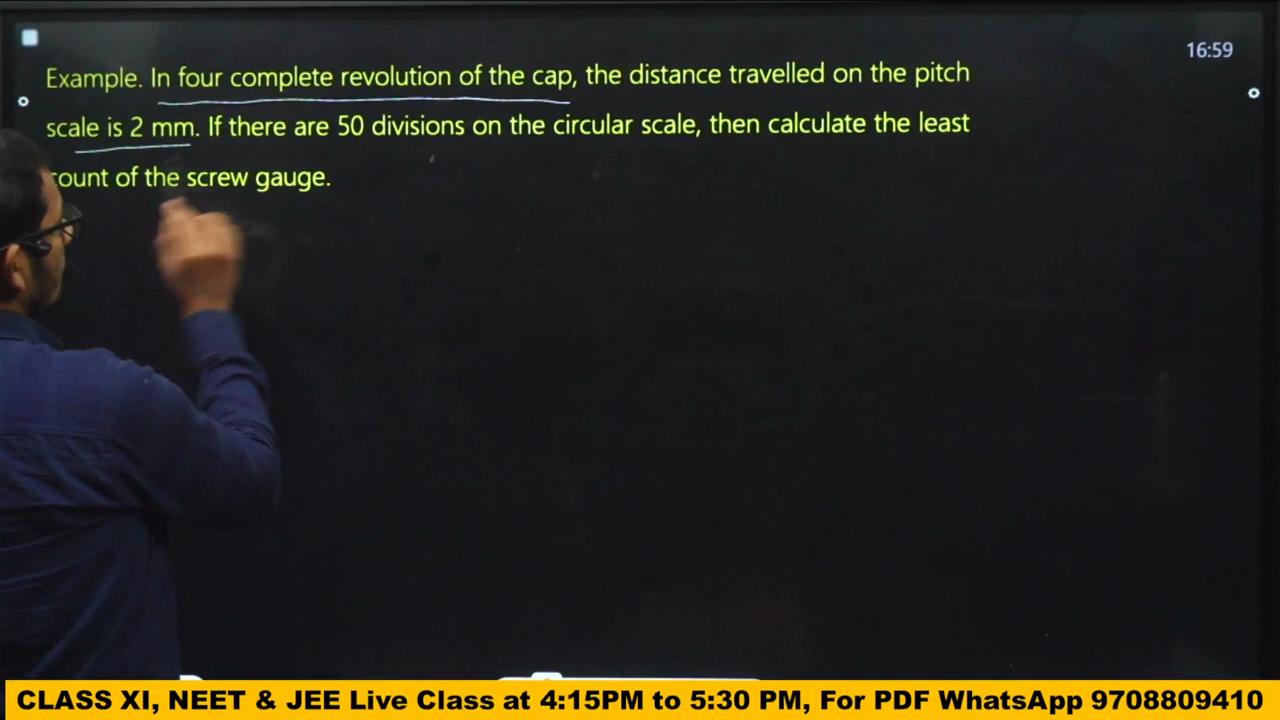 16:59
Example. In four complete revolution of the cap, the distance travelled on the pitch
scale is 2 mm. If there are 50 divisions on the circular scale, then calculate the least
count of the screw gauge.
CLASS XI, NEET & JEE Live Class at 4:15PM to 5:30 PM, For PDF WhatsApp 9708809410